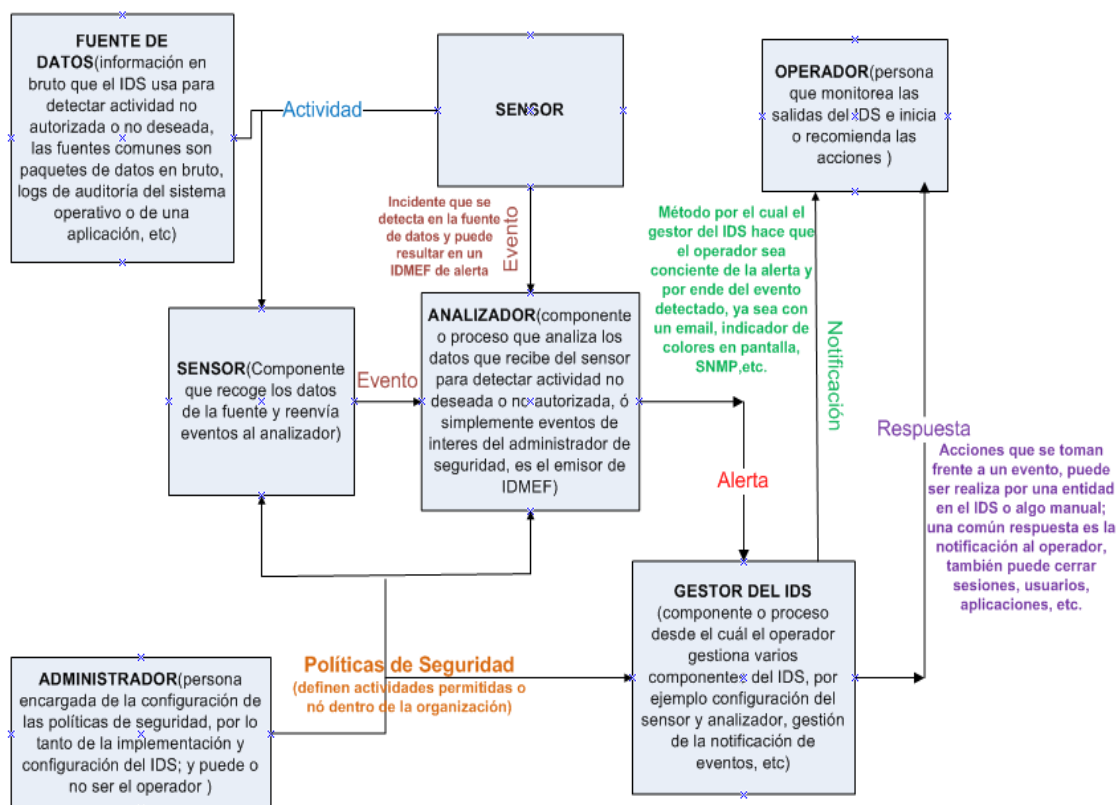 FUENTE DE
DATOS(información en
bruto que el IDS usa para
detectar actividad no
autorizada o no deseada,
las fuentes comunes son
paquetes de datos en bruto,
logs de auditoría del sistema
operativo o de una
aplicación, etc)
Actividad
SENSOR
OPERADOR(persona
que monitorea las
salidas del IDS e inicia
o recomienda las
acciones )
Incidente que se
detecta en la fuente
de datos y puede
resultar en un
IDMEF de alerta
Evento
Método por el cual el
gestor del IDS hace que
el operador sea
conciente de la alerta y
por ende del evento
detectado, ya sea con
un email, indicador de
colores en pantalla,
SNMP,etc.
Notificación
SENSOR(Componente
que recoge los datos
de la fuente y reenvía
eventos al analizador)
Evento
ANALIZADOR(componente
o proceso que analiza los
datos que recibe del sensor
para detectar actividad no
deseada o no autorizada, ó
simplemente eventos de
interes del administrador de
seguridad, es el emisor de
IDMEF)
Alerta
Respuesta
Acciones que se toman
frente a un evento, puede
ser realiza por una entidad
en el IDS o algo manual;
una común respuesta es la
notificación al operador,
también puede cerrar
sesiones, usuarios,
aplicaciones, etc.
GESTOR DEL IDS
(componente o proceso
desde el cuál el operador
gestiona varios
componentes del IDS, por
ejemplo configuración del
sensor y analizador, gestión
de la notificación de
eventos, etc)
Políticas de Seguridad
(definen actividades permitidas o
nó dentro de la organización)
ADMINISTRADOR(persona
encargada de la configuración de
las políticas de seguridad, por lo
tanto de la implementación y
configuración del IDS; y puede o
no ser el operador )